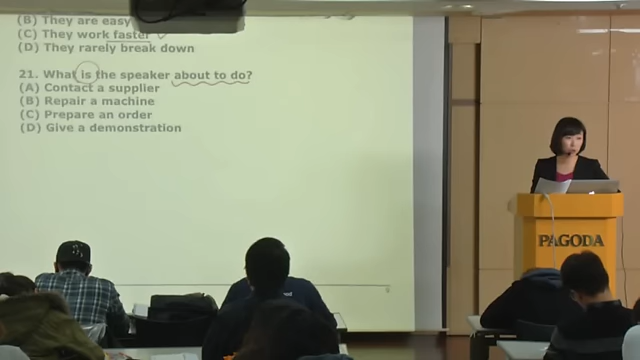 (B) They are easy
(C) They work faster
(D) They rarely break down
21. What is the speaker about to do?
(A) Contact a supplier
(B) Repair a machine
(C) Prepare an order
(D) Give a demonstration
PAGODA